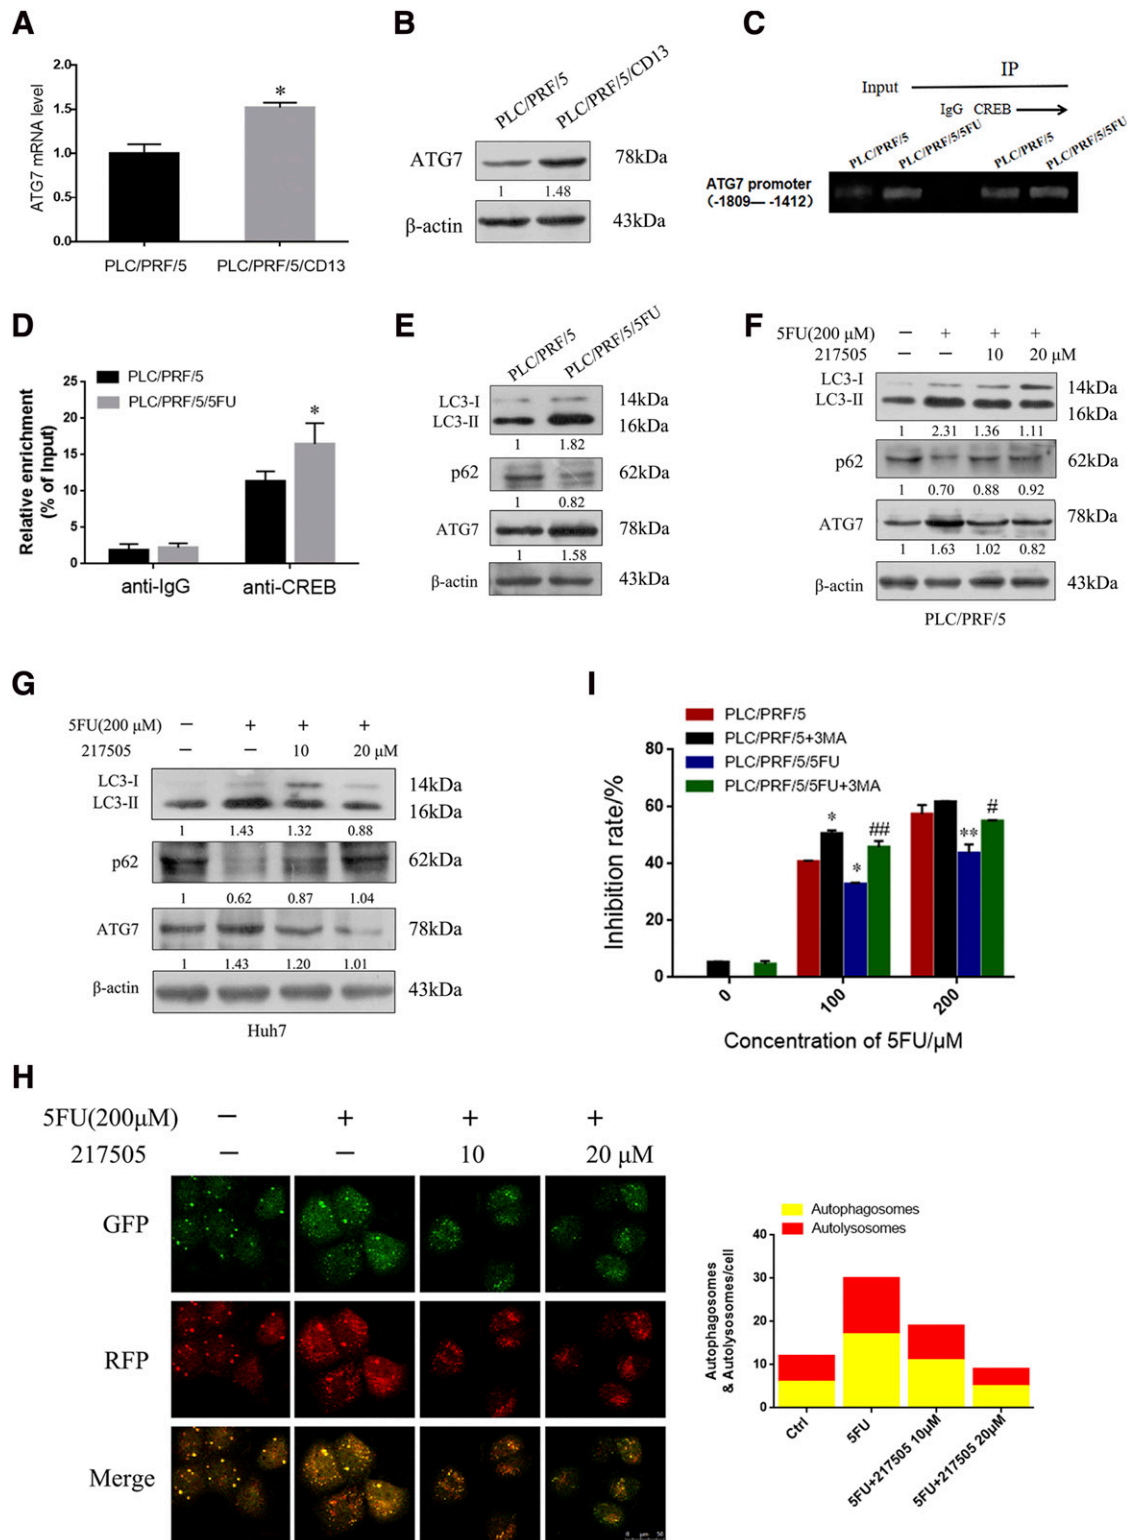 A
ATG7 mRNA level
2.0
1.5
1.0
0.5
0.0
*
PLC/PRF/5
PLC/PRF/5/CD13
B
PLC/PRF/5
PLC/PRF/5/CD13
ATG7
78kDa
1 1.48
β-actin
43kDa
C
IP
Input
IgG CREB
PLC/PRF/5
PLC/PRF/5/5FU
PLC/PRF/5
PLC/PRF/5/5FU
ATG7 promoter
(-1809— -1412)
D
PLC/PRF/5
PLC/PRF/5/5FU
Relative enrichment
(% of Input)
25
20
15
10
5
0
*
anti-IgG
anti-CREB
E
PLC/PRF/5
PLC/PRF/5/5FU
LC3-I
14kDa
LC3-II
16kDa
1 1.82
p62
62kDa
1 0.82
ATG7
78kDa
1 1.58
β-actin
43kDa
F
5FU(200 μM) − + + +
217505 − − 10 20 μM
LC3-I
14kDa
LC3-II
16kDa
1 2.31 1.36 1.11
p62
62kDa
1 0.70 0.88 0.92
ATG7
78kDa
1 1.63 1.02 0.82
β-actin
43kDa
PLC/PRF/5
G
5FU(200 μM) − + + +
217505 − − 10 20 μM
LC3-I
14kDa
LC3-II
16kDa
1 1.43 1.32 0.88
p62
62kDa
1 0.62 0.87 1.04
ATG7
78kDa
1 1.43 1.20 1.01
β-actin
43kDa
Huh7
I
PLC/PRF/5
PLC/PRF/5+3MA
PLC/PRF/5/5FU
PLC/PRF/5/5FU+3MA
Inhibition rate/%
80
60
40
20
0
* * ## ** #
0 100 200
Concentration of 5FU/μM
H
5FU(200μM) − + + +
217505 − − 10 20 μM
GFP
RFP
Merge
μm 50
Autophagosomes
Autolysosomes
Autophagosomes
& Autolysosomes/cell
40
30
20
10
0
Ctrl
5FU
5FU+217505 10μM
5FU+217505 20μM